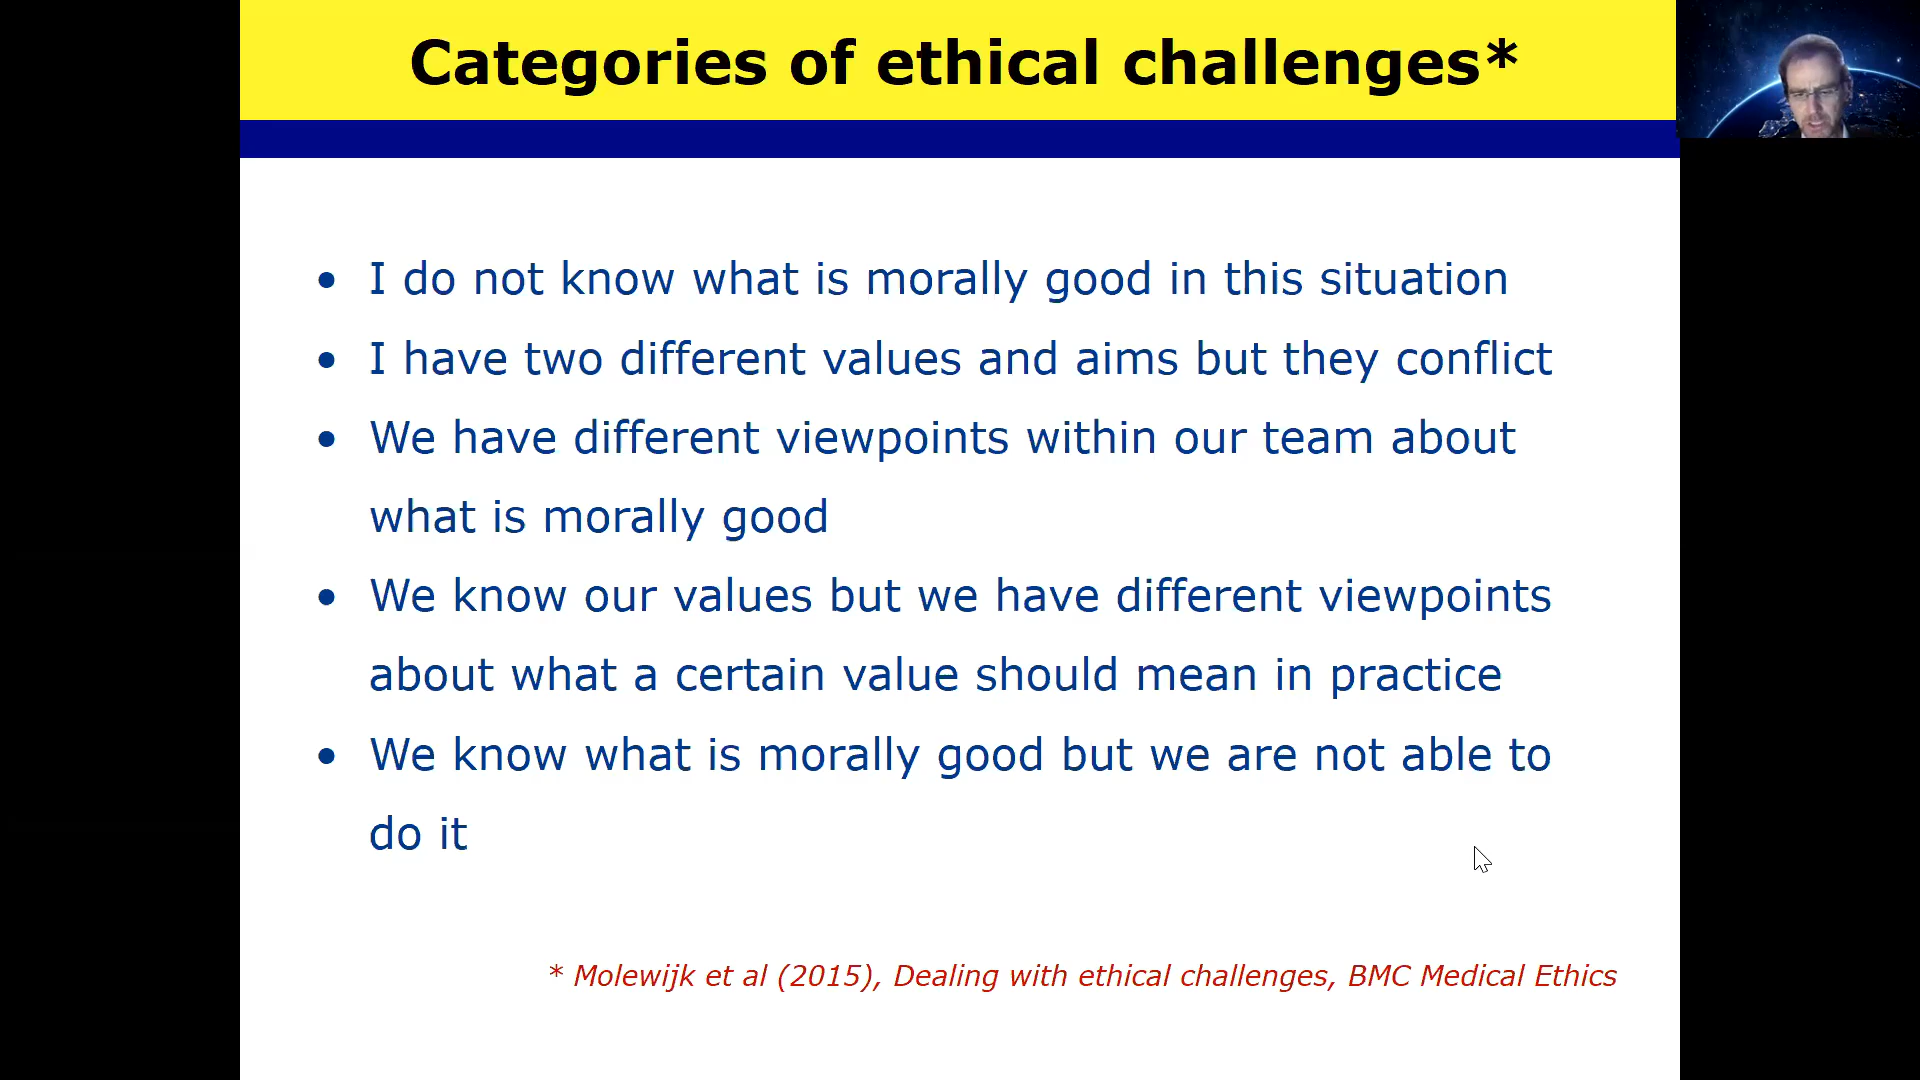 Categories of ethical challenges*
• I do not know what is morally good in this situation
• I have two different values and aims but they conflict
• We have different viewpoints within our team about
what is morally good
• We know our values but we have different viewpoints
about what a certain value should mean in practice
• We know what is morally good but we are not able to
do it
* Molewijk et al (2015), Dealing with ethical challenges, BMC Medical Ethics